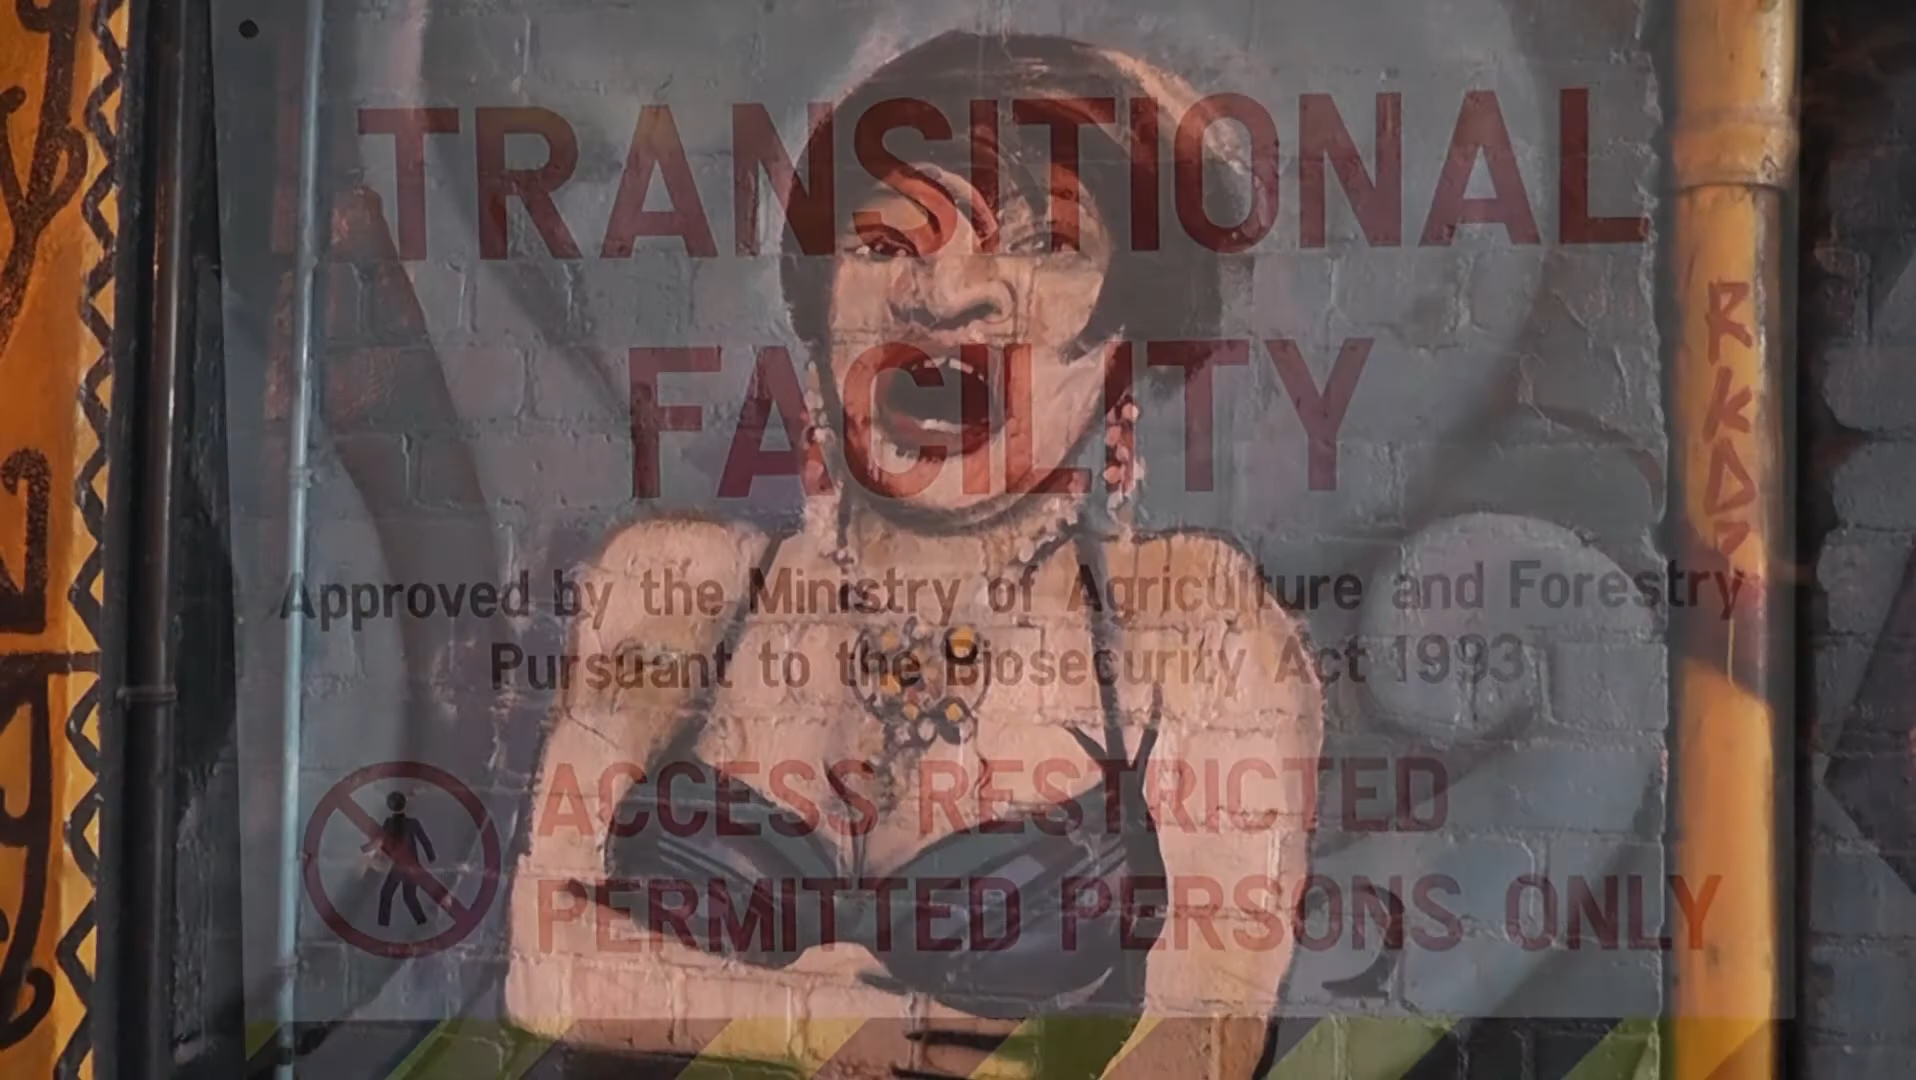 TRANSITIONAL
FACILITY
Approved by the Ministry of Agriculture and Forestry
Pursuant to the Biosecurity Act 1993
ACCESS RESTRICTED
PERMITTED PERSONS ONLY
RKD